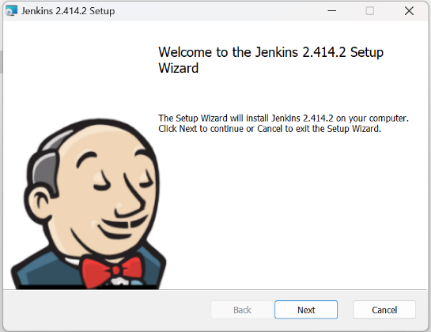 Jenkins 2.414.2 Setup
Welcome to the Jenkins 2.414.2 Setup
Wizard
The Setup Wizard will install Jenkins 2.414.2 on your computer.
Click Next to continue or Cancel to exit the Setup Wizard.
Back Next Cancel